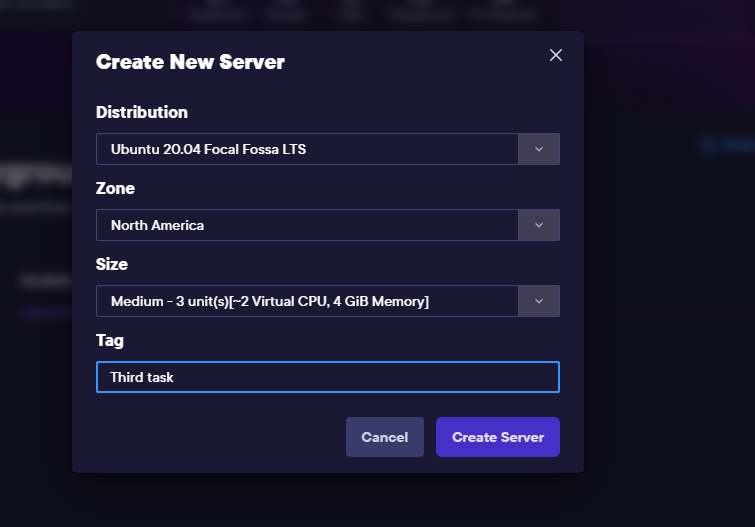 Create New Server
Distribution
Ubuntu 20.04 Focal Fossa LTS
Zone
North America
Size
Medium - 3 unit(s)[~2 Virtual CPU, 4 GiB Memory]
Tag
Third task
Cancel
Create Server